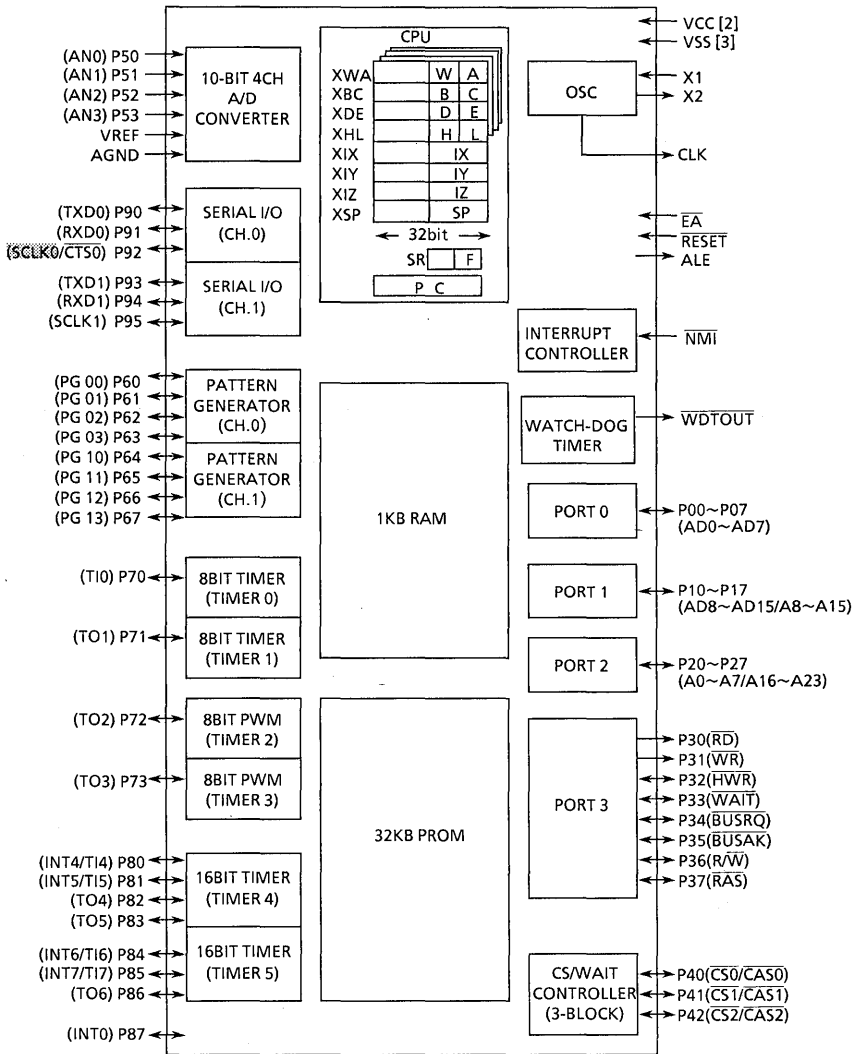 (AN0) P50
(AN1) P51
(AN2) P52
(AN3) P53
VREF
AGND
10-BIT 4CH
A/D
CONVERTER
(TXD0) P90
(RXD0) P91
(SCLK0/CTS0) P92
SERIAL I/O
(CH.0)
(TXD1) P93
(RXD1) P94
(SCLK1) P95
SERIAL I/O
(CH.1)
(PG 00) P60
(PG 01) P61
(PG 02) P62
(PG 03) P63
PATTERN
GENERATOR
(CH.0)
(PG 10) P64
(PG 11) P65
(PG 12) P66
(PG 13) P67
PATTERN
GENERATOR
(CH.1)
(TI0) P70
8BIT TIMER
(TIMER 0)
(TO1) P71
8BIT TIMER
(TIMER 1)
(TO2) P72
8BIT PWM
(TIMER 2)
(TO3) P73
8BIT PWM
(TIMER 3)
(INT4/TI4) P80
(INT5/TI5) P81
(TO4) P82
(TO5) P83
16BIT TIMER
(TIMER 4)
(INT6/TI6) P84
(INT7/TI7) P85
(TO6) P86
16BIT TIMER
(TIMER 5)
(INT0) P87
CPU
XWA W A
XBC B C
XDE D E
XHL H L
XIX IX
XIY IY
XIZ IZ
XSP SP
32bit
SR F
P C
1KB RAM
32KB PROM
VCC [2]
VSS [3]
OSC
X1
X2
CLK
EA
RESET
ALE
INTERRUPT
CONTROLLER
NMI
WATCH-DOG
TIMER
WDTOUT
PORT 0
P00~P07
(AD0~AD7)
PORT 1
P10~P17
(AD8~AD15/A8~A15)
PORT 2
P20~P27
(A0~A7/A16~A23)
PORT 3
P30(RD)
P31(WR)
P32(HWR)
P33(WAIT)
P34(BUSRQ)
P35(BUSAK)
P36(R/W)
P37(RAS)
CS/WAIT
CONTROLLER
(3-BLOCK)
P40(CS0/CAS0)
P41(CS1/CAS1)
P42(CS2/CAS2)